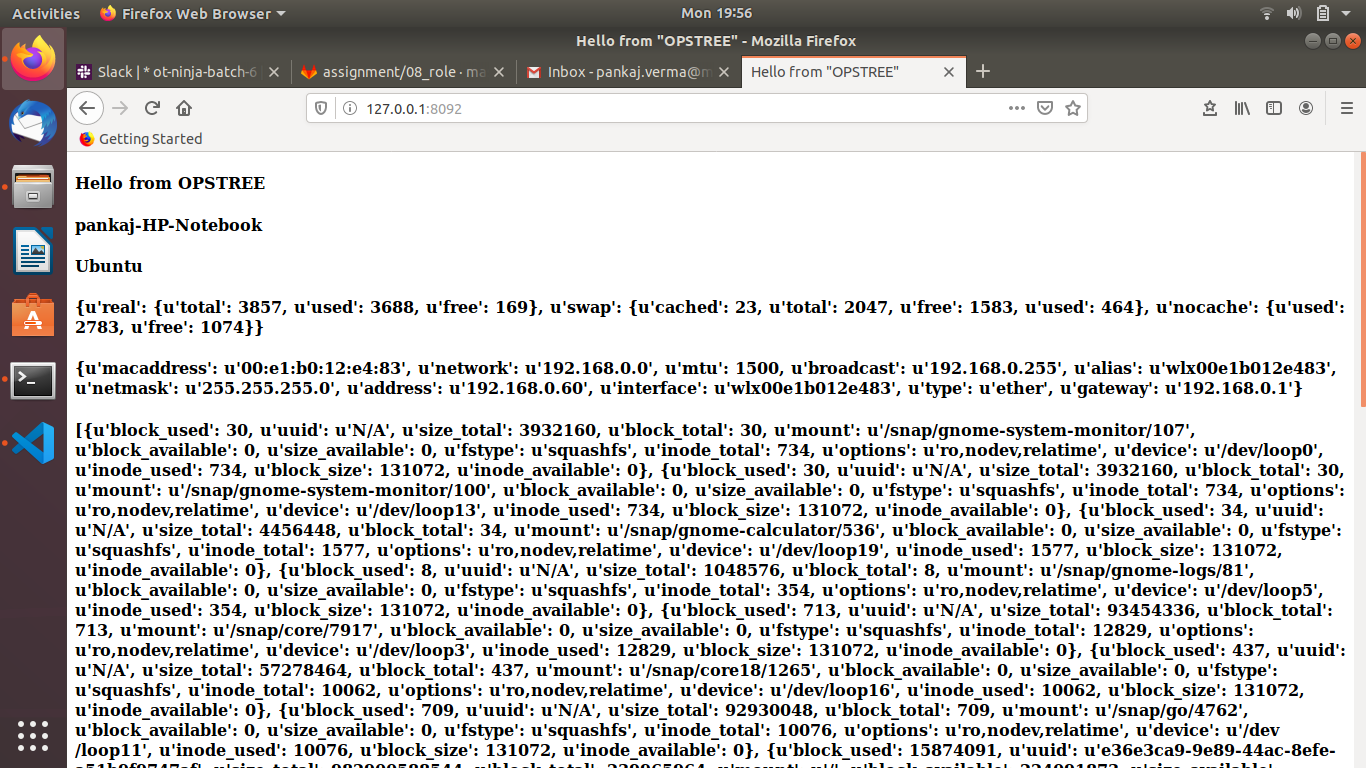 Activities Firefox Web Browser Mon 19:56
Hello from "OPSTREE" - Mozilla Firefox
Slack | * ot-ninja-batch-6 assignment/08_role · ma Inbox - pankaj.verma@m Hello from "OPSTREE"
127.0.0.1:8092
Getting Started
Hello from OPSTREE
pankaj-HP-Notebook
Ubuntu
{u'real': {u'total': 3857, u'used': 3688, u'free': 169}, u'swap': {u'cached': 23, u'total': 2047, u'free': 1583, u'used': 464}, u'nocache': {u'used':
2783, u'free': 1074}}
{u'macaddress': u'00:e1:b0:12:e4:83', u'network': u'192.168.0.0', u'mtu': 1500, u'broadcast': u'192.168.0.255', u'alias': u'wlx00e1b012e483',
u'netmask': u'255.255.255.0', u'address': u'192.168.0.60', u'interface': u'wlx00e1b012e483', u'type': u'ether', u'gateway': u'192.168.0.1'}
[{u'block_used': 30, u'uuid': u'N/A', u'size_total': 3932160, u'block_total': 30, u'mount': u'/snap/gnome-system-monitor/107',
u'block_available': 0, u'size_available': 0, u'fstype': u'squashfs', u'inode_total': 734, u'options': u'ro,nodev,relatime', u'device': u'/dev/loop0',
u'inode_used': 734, u'block_size': 131072, u'inode_available': 0}, {u'block_used': 30, u'uuid': u'N/A', u'size_total': 3932160, u'block_total': 30,
u'mount': u'/snap/gnome-system-monitor/100', u'block_available': 0, u'size_available': 0, u'fstype': u'squashfs', u'inode_total': 734, u'options':
u'ro,nodev,relatime', u'device': u'/dev/loop13', u'inode_used': 734, u'block_size': 131072, u'inode_available': 0}, {u'block_used': 34, u'uuid':
u'N/A', u'size_total': 4456448, u'block_total': 34, u'mount': u'/snap/gnome-calculator/536', u'block_available': 0, u'size_available': 0, u'fstype':
u'squashfs', u'inode_total': 1577, u'options': u'ro,nodev,relatime', u'device': u'/dev/loop19', u'inode_used': 1577, u'block_size': 131072,
u'inode_available': 0}, {u'block_used': 8, u'uuid': u'N/A', u'size_total': 1048576, u'block_total': 8, u'mount': u'/snap/gnome-logs/81',
u'block_available': 0, u'size_available': 0, u'fstype': u'squashfs', u'inode_total': 354, u'options': u'ro,nodev,relatime', u'device': u'/dev/loop5',
u'inode_used': 354, u'block_size': 131072, u'inode_available': 0}, {u'block_used': 713, u'uuid': u'N/A', u'size_total': 93454336, u'block_total':
713, u'mount': u'/snap/core/7917', u'block_available': 0, u'size_available': 0, u'fstype': u'squashfs', u'inode_total': 12829, u'options':
u'ro,nodev,relatime', u'device': u'/dev/loop3', u'inode_used': 12829, u'block_size': 131072, u'inode_available': 0}, {u'block_used': 437, u'uuid':
u'N/A', u'size_total': 57278464, u'block_total': 437, u'mount': u'/snap/core18/1265', u'block_available': 0, u'size_available': 0, u'fstype':
u'squashfs', u'inode_total': 10062, u'options': u'ro,nodev,relatime', u'device': u'/dev/loop16', u'inode_used': 10062, u'block_size': 131072,
u'inode_available': 0}, {u'block_used': 709, u'uuid': u'N/A', u'size_total': 92930048, u'block_total': 709, u'mount': u'/snap/go/4762',
u'block_available': 0, u'size_available': 0, u'fstype': u'squashfs', u'inode_total': 10076, u'options': u'ro,nodev,relatime', u'device': u'/dev
/loop11', u'inode_used': 10076, u'block_size': 131072, u'inode_available': 0}, {u'block_used': 15874091, u'uuid': u'e36e3ca9-9e89-44ac-8efe-